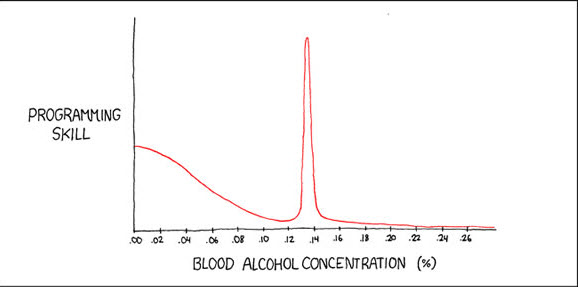 PROGRAMMING
SKILL
.00 .02 .04 .06 .08 .10 .12 .14 .16 .18 .20 .22 .24 .26
BLOOD ALCOHOL CONCENTRATION (%)